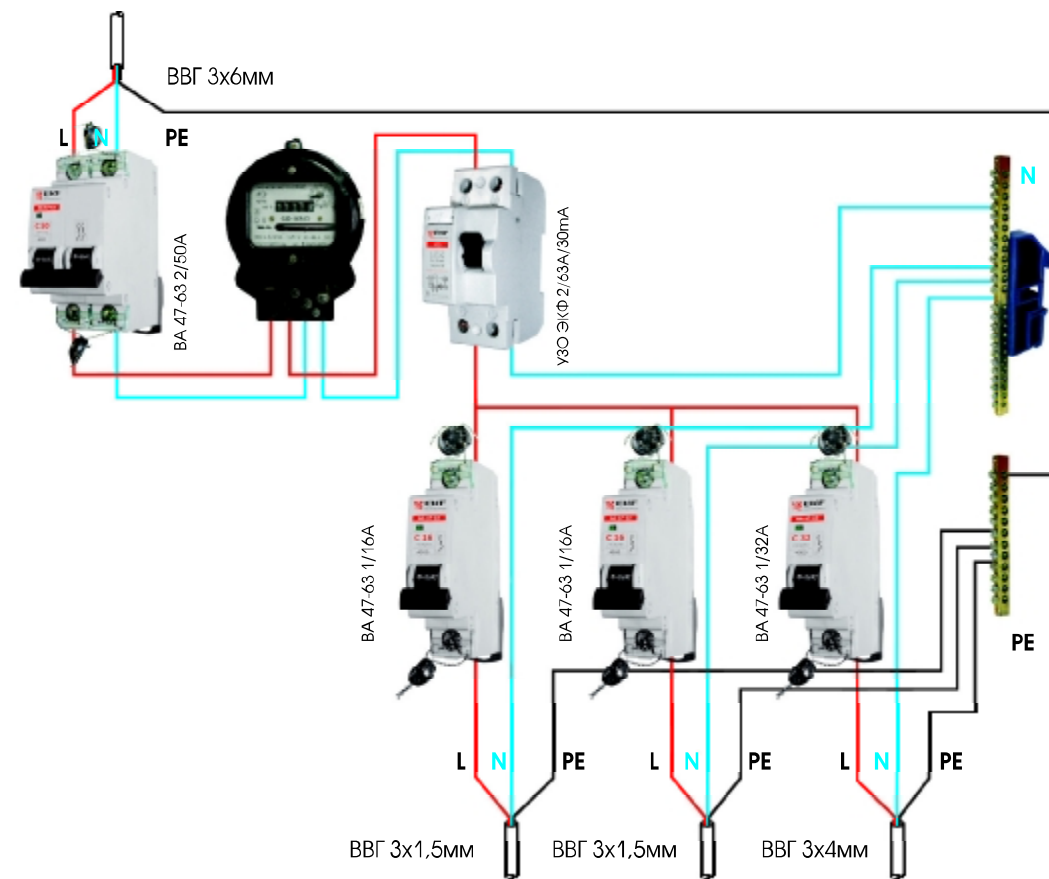 ВВГ 3х6мм
L N PE
ВА 47-63 2/50А
УЗО ЭКФ 2/63А/30mA
N
ВА 47-63 1/16А
ВА 47-63 1/16А
ВА 47-63 1/32А
PE
L N PE
L N PE
L N PE
ВВГ 3х1,5мм
ВВГ 3х1,5мм
ВВГ 3х4мм